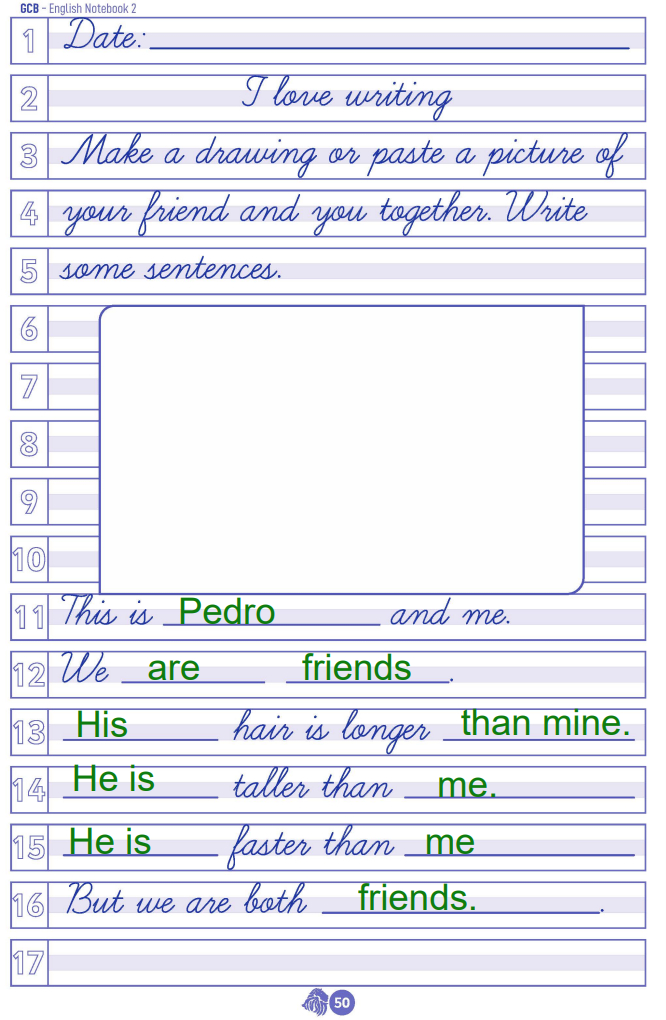 GCB - English Notebook 2
1 Date:
2 I love writing
3 Make a drawing or paste a picture of
4 your friend and you together. Write
5 some sentences.
6
7
8
9
10
11 This is Pedro and me.
12 We are friends.
13 His hair is longer than mine.
14 He is taller than me.
15 He is faster than me
16 But we are both friends. .
17
50